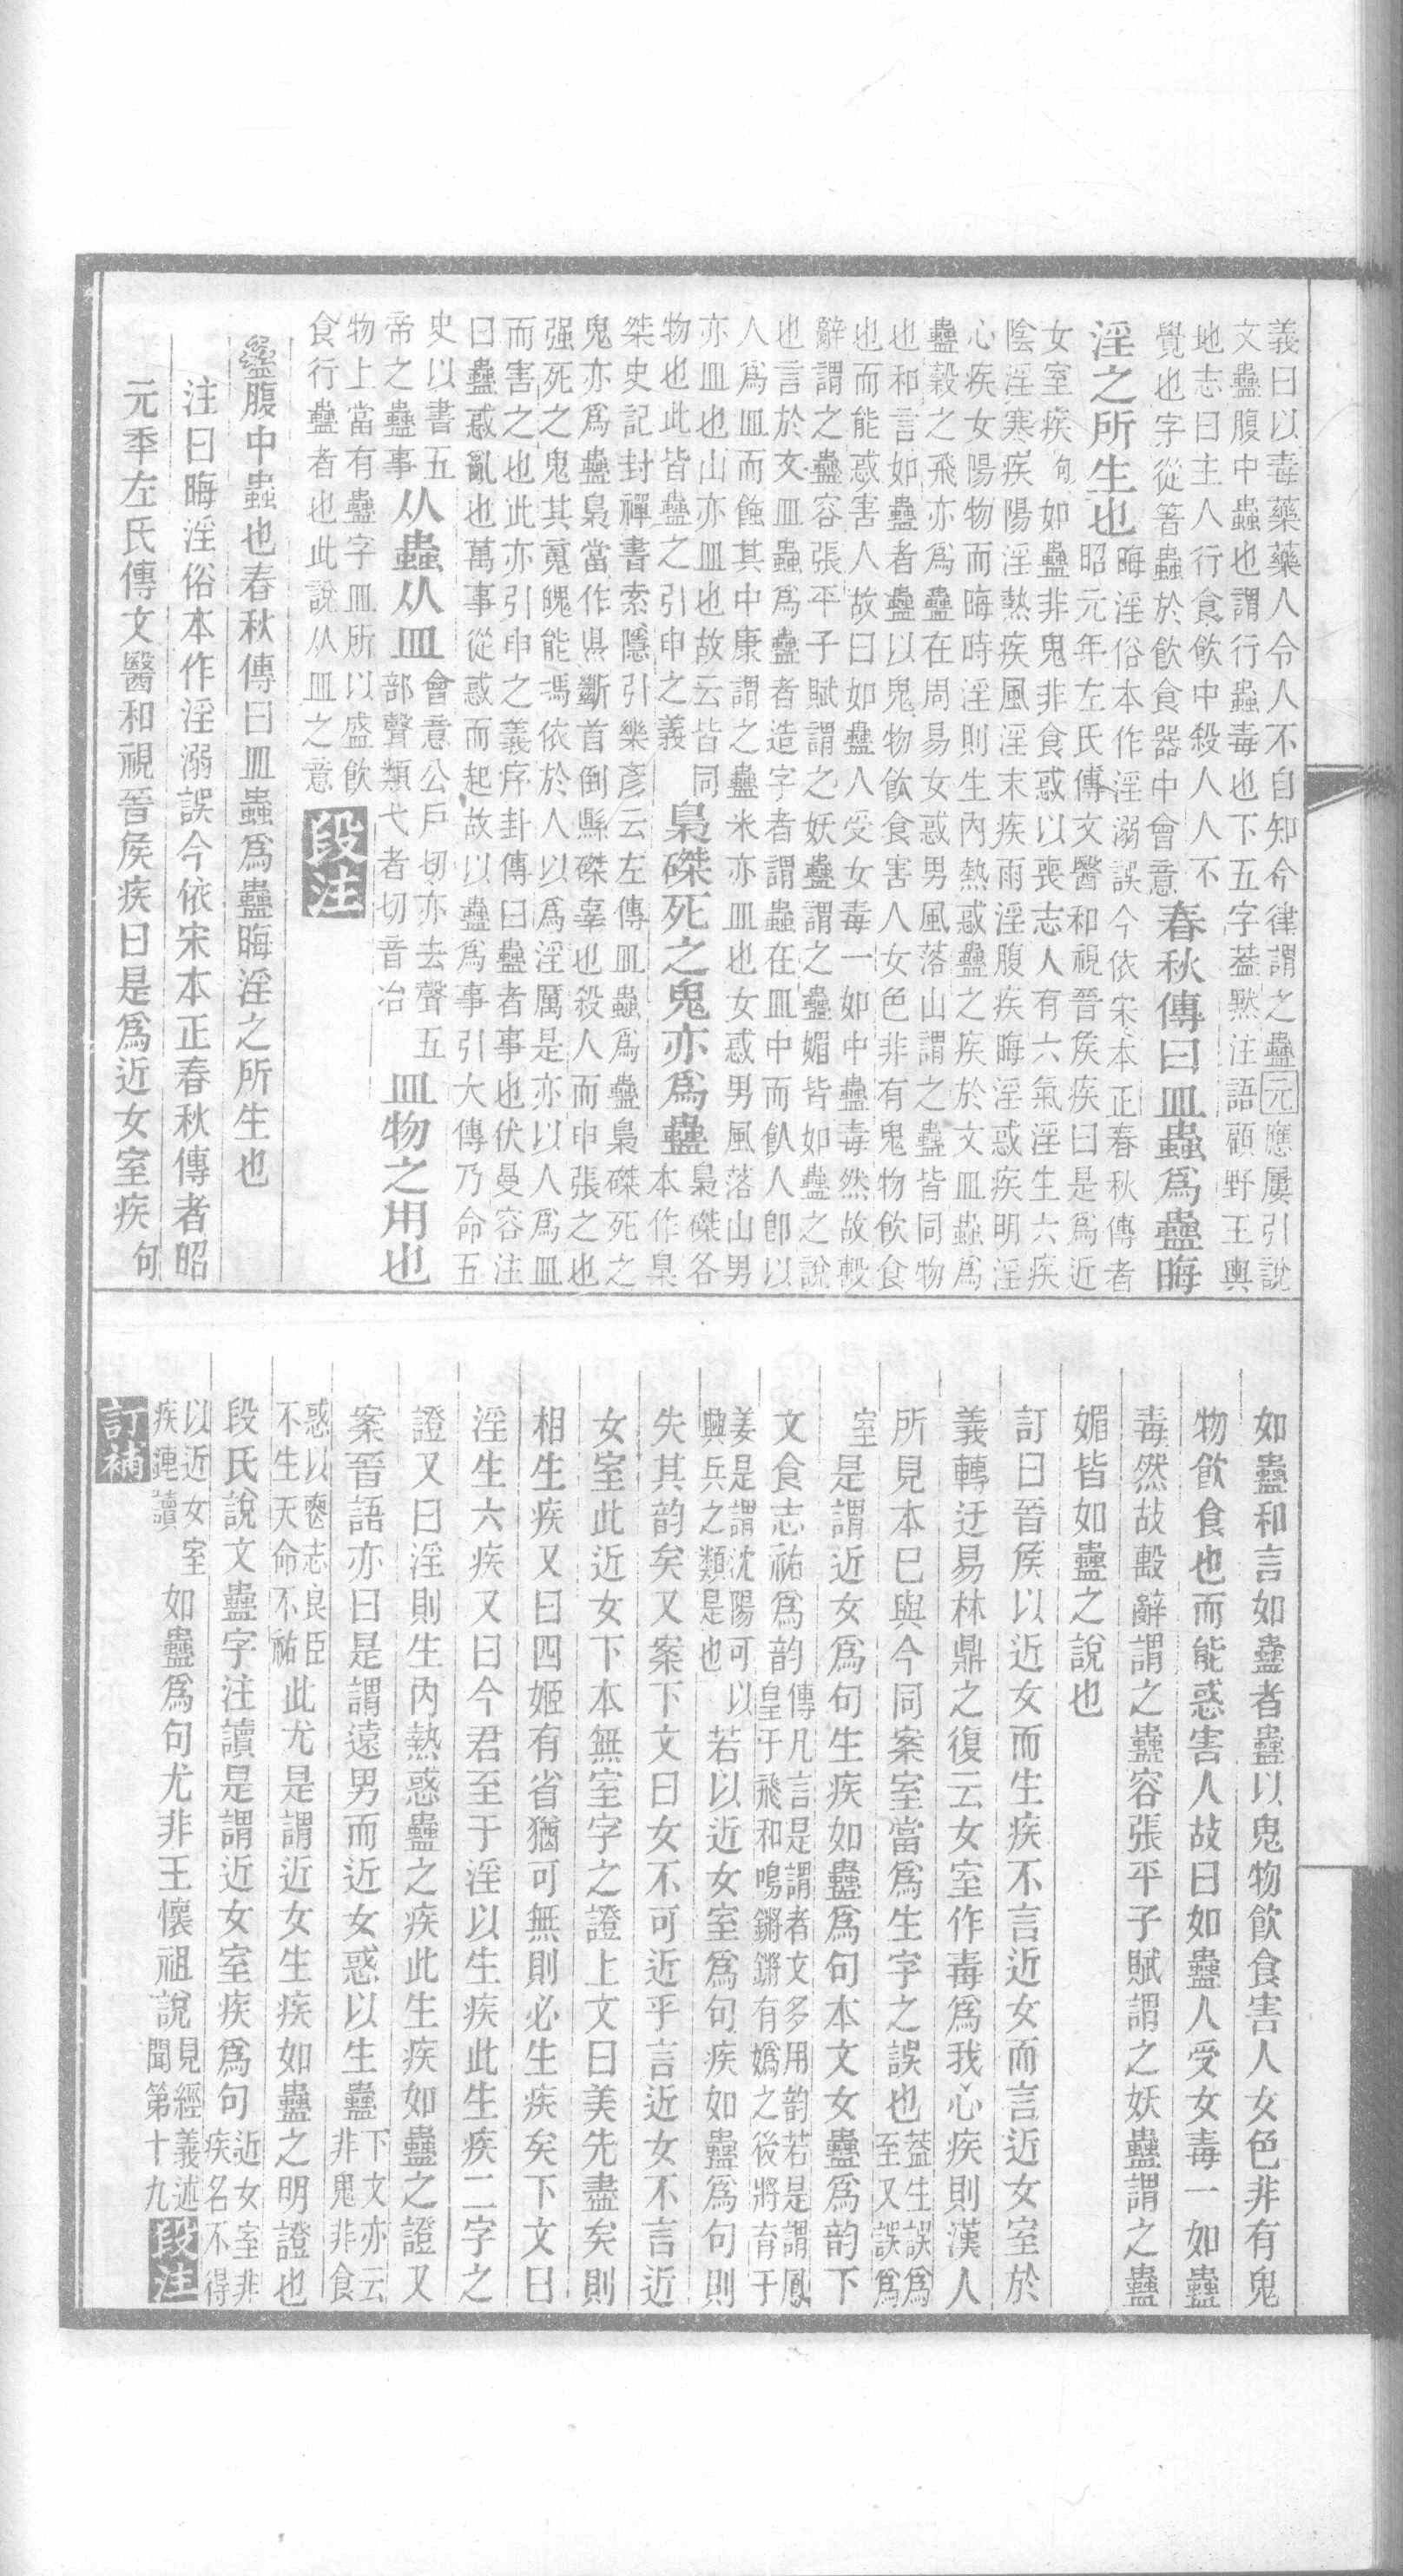 義曰以毒藥藥人令人不自知今律謂之蠱元應屢引說
文蠱腹中蟲也謂行蟲毒也下五字葢默注語顧野王輿
地志曰主人行食飲中殺人人不
覺也字從箸蟲於飲食器中會意
春秋傳曰皿蟲爲蠱晦
淫之所生也
晦淫俗本作淫溺誤今依宋本正春秋傳者
昭元年左氏傳文醫和視晉矦疾曰是爲近
女室疾句如蠱非鬼非食惑以喪志人有六氣淫生六疾
陰淫寒疾陽淫熱疾風淫末疾雨淫腹疾晦淫惑疾明淫
心疾女陽物而晦時淫則生內熱惑蠱之疾於文皿蟲爲
蠱穀之飛亦爲蠱在周易女惑男風落山謂之蠱皆同物
也和言如蠱者蠱以鬼物飲食害人女色非有鬼物飲食
也而能惑害人故曰如蠱人受女毒一如中蠱毒然故毄
辭謂之蠱容張平子賦謂之妖蠱謂之蠱媚皆如蠱之說
也言於文皿蟲爲蠱者造字者謂蟲在皿中而飤人卽以
人爲皿而蝕其中康謂之蠱米亦皿也女惑男風落山男
亦皿也山亦皿也故云皆同
物也此皆蠱之引申之義
梟磔死之鬼亦爲蠱
梟磔各
本作臬
桀史記封禪書索隱引樂彥云左傳皿蟲爲蠱梟磔死之
鬼亦爲蠱梟當作㬱斷首倒縣磔辜也殺人而申張之也
强死之鬼其䰟魄能馮依於人以爲淫厲是亦以人爲皿
而害之也此亦引申之義序卦傳曰蠱者事也伏曼容注
曰蠱惑亂也萬事從惑而起故以蠱爲事引大傳乃命五
史以書五
帝之蠱事
从蟲从皿
會意公戶切亦去聲五
部聲類弋者切音冶
皿物之用也
物上當有蠱字皿所以盛飲
食行蠱者也此說从皿之意
段注
蠱腹中蟲也春秋傳曰皿蟲爲蠱晦淫之所生也
注曰晦淫俗本作淫溺誤今依宋本正春秋傳者昭
元季左氏傳文醫和視晉矦疾曰是爲近女室疾句
如蠱和言如蠱者蠱以鬼物飲食害人女色非有鬼
物飲食也而能惑害人故曰如蠱人受女毒一如蠱
毒然故毄辭謂之蠱容張平子賦謂之妖蠱謂之蠱
媚皆如蠱之說也
訂曰晉矦以近女而生疾不言近女而言近女室於
義轉迂易林鼎之復云女室作毒爲我心疾則漢人
所見本已與今同案室當爲生字之誤也
葢生誤爲
至又誤爲
室
是謂近女爲句生疾如蠱爲句本文女蠱爲韵下
文食志祐爲韵
傳凡言是謂者文多用韵若是謂鳳
皇于飛和鳴鏘鏘有嬀之後將育于
姜是謂沈陽可以
興兵之類是也
若以近女室爲句疾如蠱爲句則
失其韵矣又案下文曰女不可近乎言近女不言近
女室此近女下本無室字之證上文曰美先盡矣則
相生疾又曰四姬有省猶可無則必生疾矣下文曰
淫生六疾又曰今君至于淫以生疾此生疾二字之
證又曰淫則生內熱惑蠱之疾此生疾如蠱之證又
案晉語亦曰是謂遠男而近女惑以生蠱
下文亦云
非鬼非食
惑以喪志良臣
不生天命不祐
此尤是謂近女生疾如蠱之明證也
段氏說文蠱字注讀是謂近女室疾爲句
近女室非
疾名不得
以近女室
疾連讀
如蠱爲句尤非王懷祖說
見經義述
聞第十九
段注
訂補